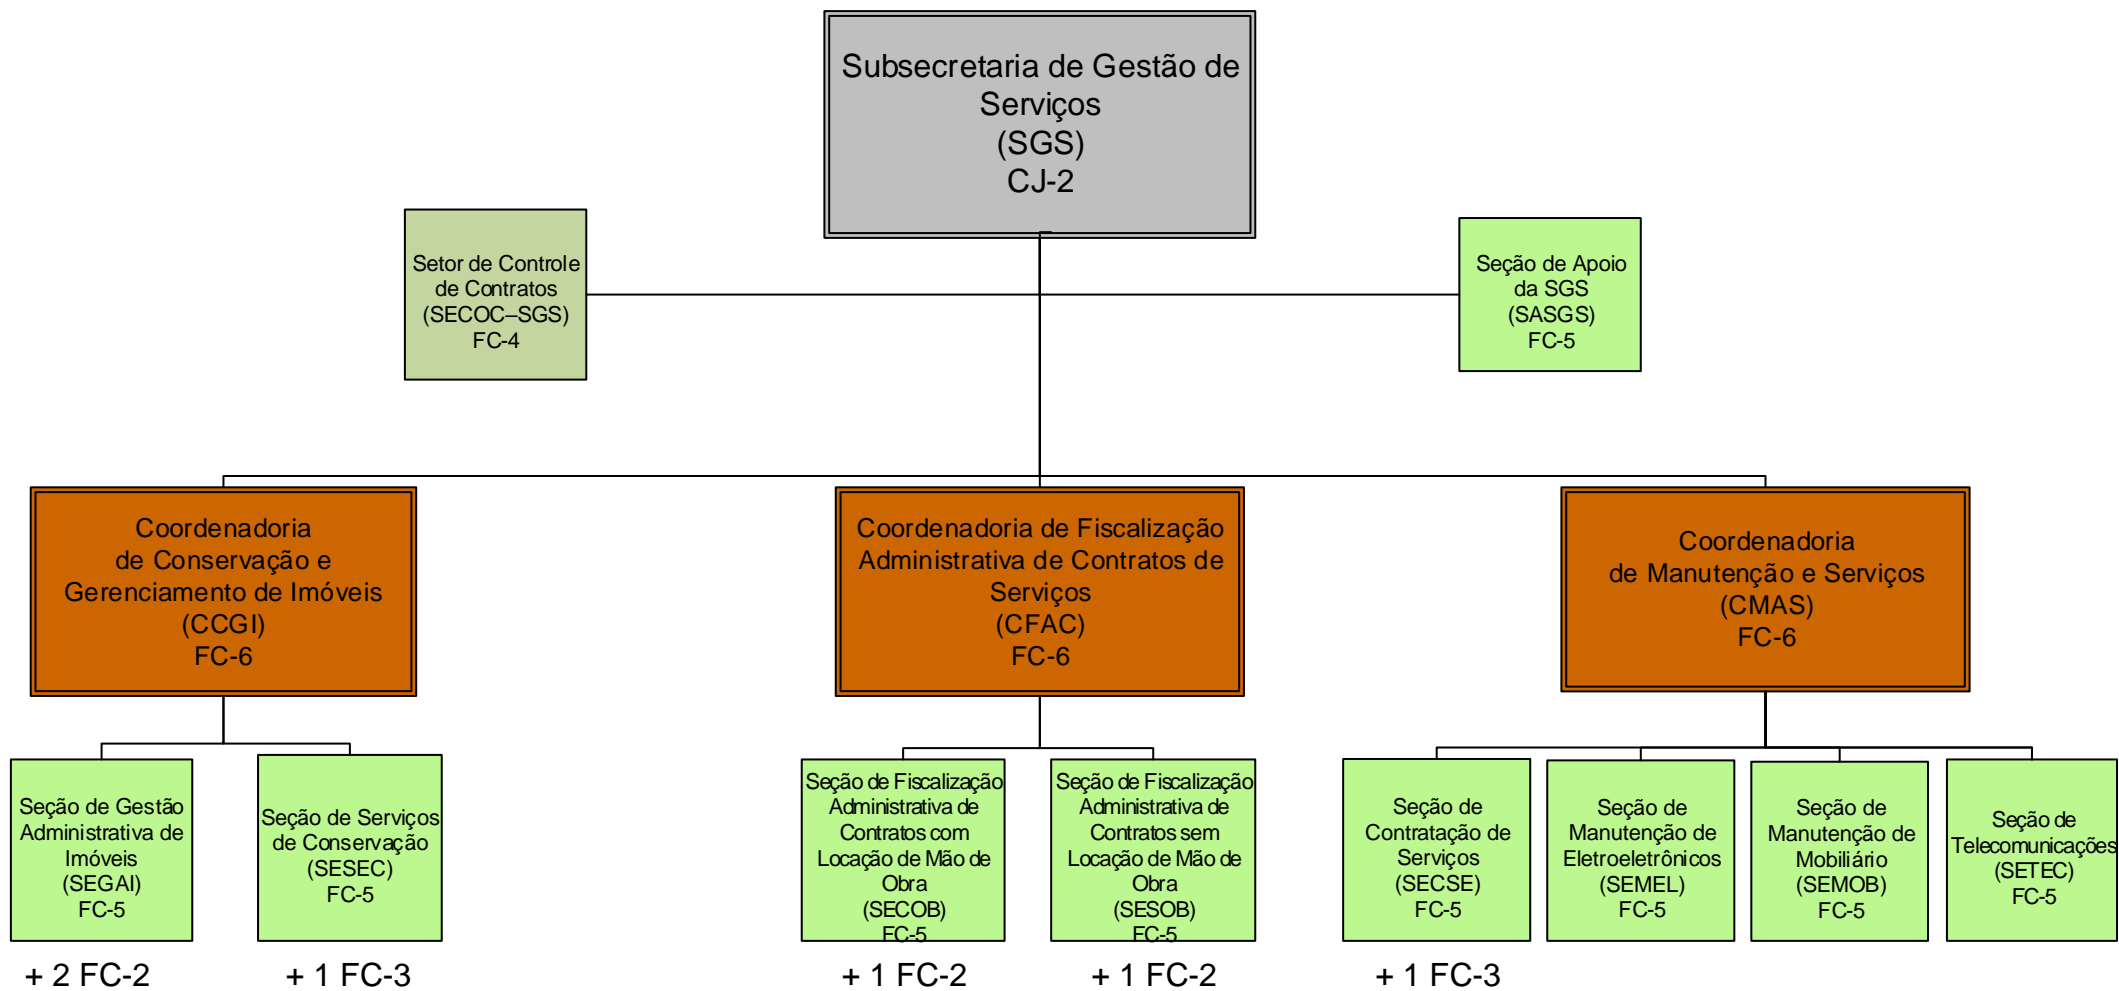 Subsecretaria de Gestão de
Serviços
(SGS)
CJ-2
Setor de Controle
de Contratos
(SECOC–SGS)
FC-4
Seção de Apoio
da SGS
(SASGS)
FC-5
Coordenadoria
de Conservação e
Gerenciamento de Imóveis
(CCGI)
FC-6
Coordenadoria de Fiscalização
Administrativa de Contratos de
Serviços
(CFAC)
FC-6
Coordenadoria
de Manutenção e Serviços
(CMAS)
FC-6
Seção de Gestão
Administrativa de
Imóveis
(SEGAI)
FC-5
Seção de Serviços
de Conservação
(SESEC)
FC-5
Seção de Fiscalização
Administrativa de
Contratos com
Locação de Mão de
Obra
(SECOB)
FC-5
Seção de Fiscalização
Administrativa de
Contratos sem
Locação de Mão de
Obra
(SESOB)
FC-5
Seção de
Contratação de
Serviços
(SECSE)
FC-5
Seção de
Manutenção de
Eletroeletrônicos
(SEMEL)
FC-5
Seção de
Manutenção de
Mobiliário
(SEMOB)
FC-5
Seção de
Telecomunicações
(SETEC)
FC-5
+ 2 FC-2
+ 1 FC-3
+ 1 FC-2
+ 1 FC-2
+ 1 FC-3